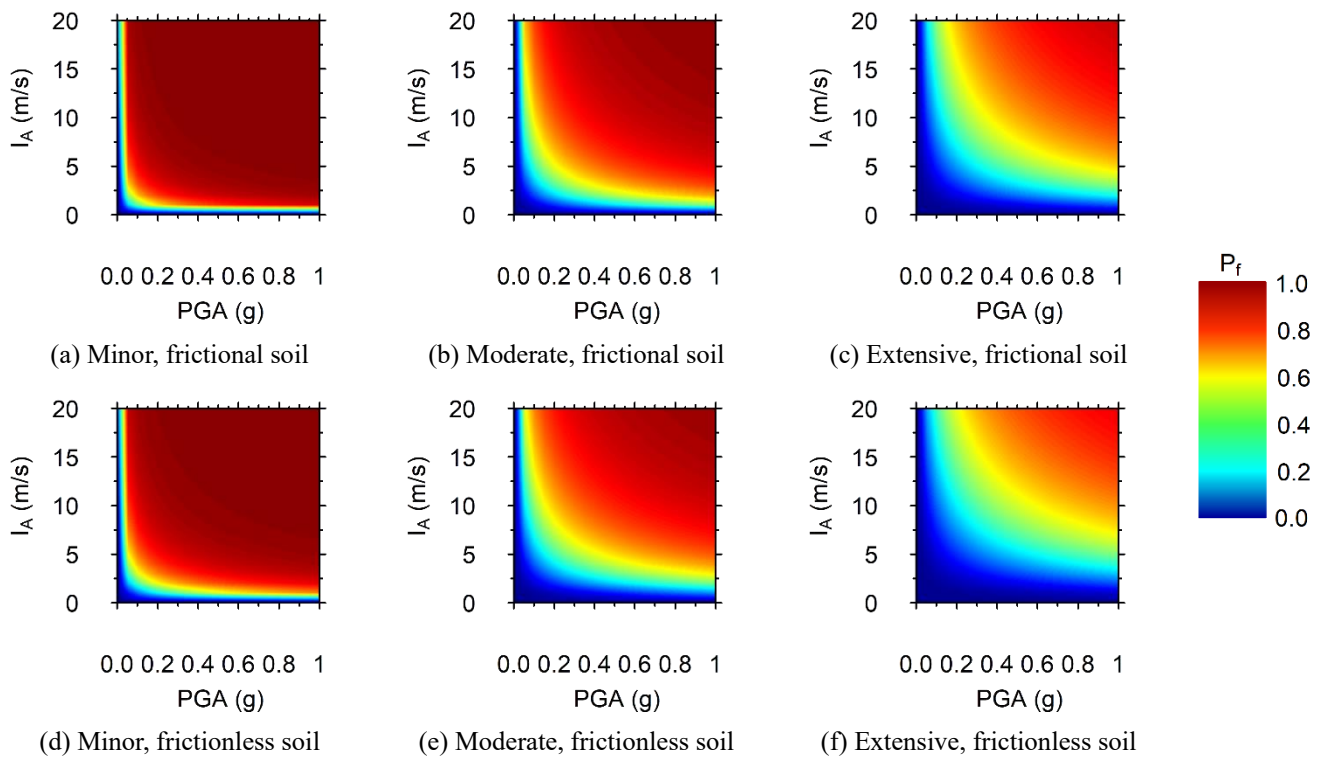 20
15
10
5
0
I_A (m/s)
0.0 0.2 0.4 0.6 0.8 1
PGA (g)
(a) Minor, frictional soil
20
15
10
5
0
I_A (m/s)
0.0 0.2 0.4 0.6 0.8 1
PGA (g)
(b) Moderate, frictional soil
20
15
10
5
0
I_A (m/s)
0.0 0.2 0.4 0.6 0.8 1
PGA (g)
(c) Extensive, frictional soil
P_f
1.0
0.8
0.6
0.4
0.2
0.0
20
15
10
5
0
I_A (m/s)
0.0 0.2 0.4 0.6 0.8 1
PGA (g)
(d) Minor, frictionless soil
20
15
10
5
0
I_A (m/s)
0.0 0.2 0.4 0.6 0.8 1
PGA (g)
(e) Moderate, frictionless soil
20
15
10
5
0
I_A (m/s)
0.0 0.2 0.4 0.6 0.8 1
PGA (g)
(f) Extensive, frictionless soil